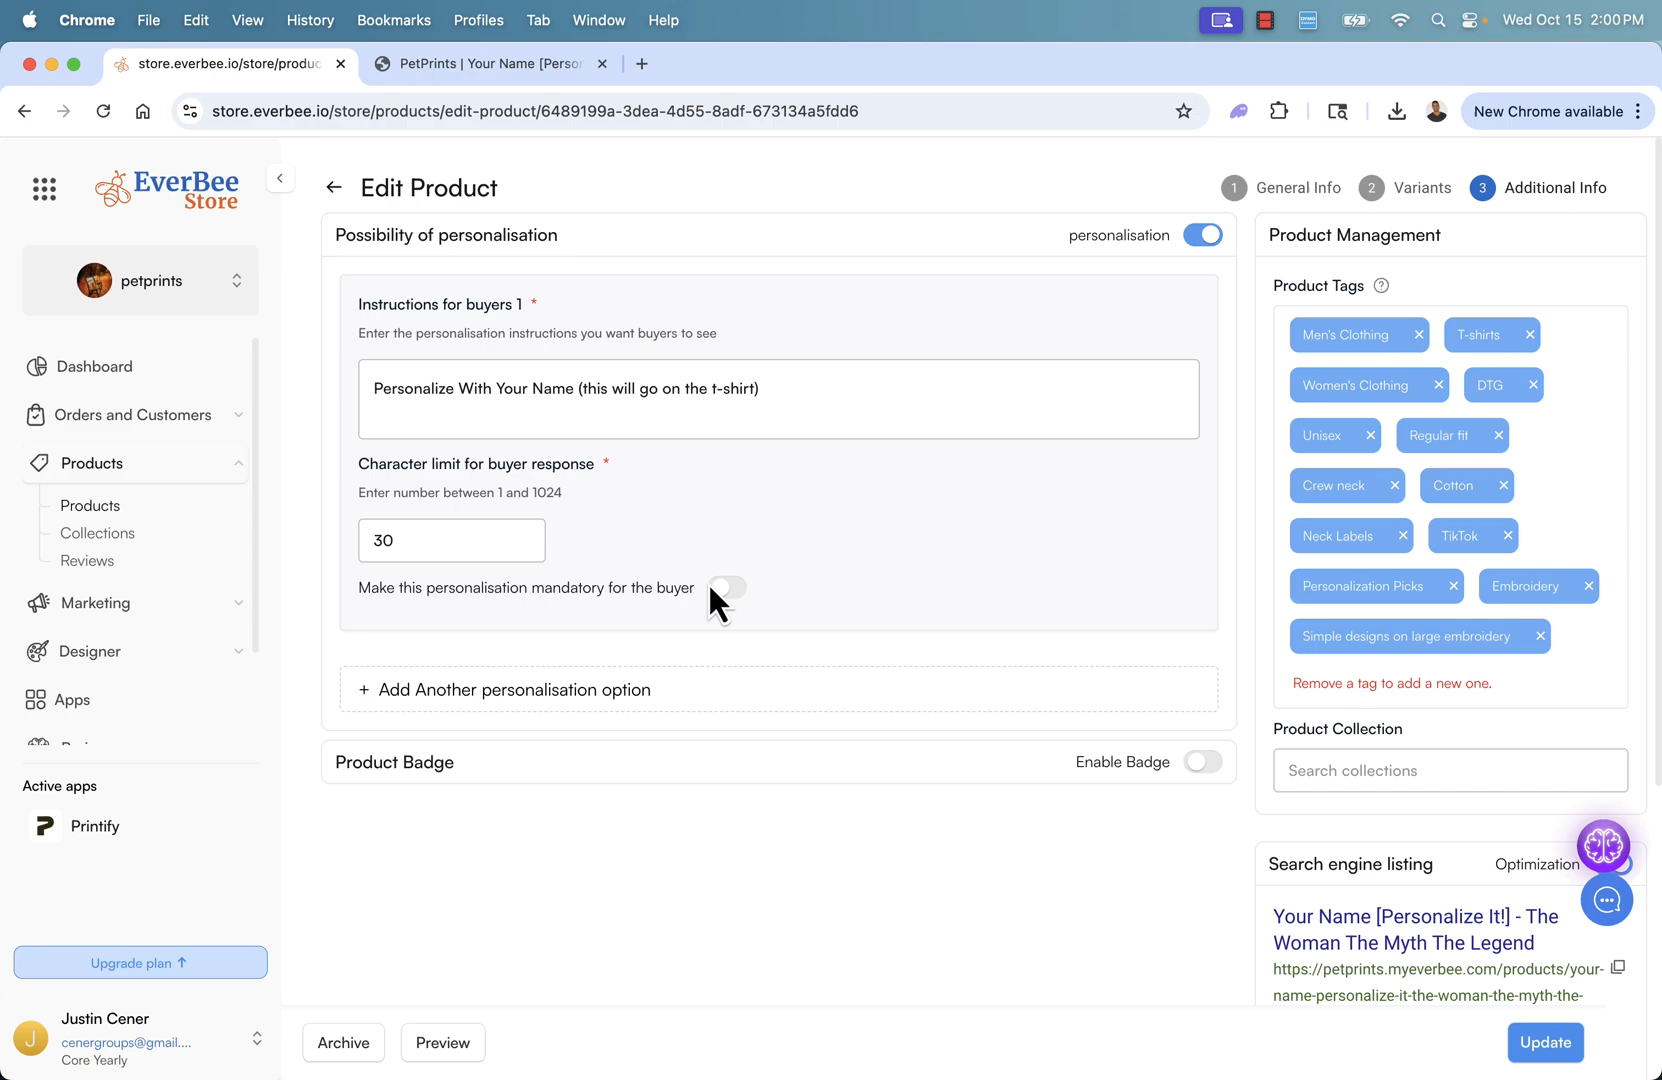 Chrome File Edit View History Bookmarks Profiles Tab Window Help
Wed Oct 15 2:00 PM
store.everbee.io/store/produc
PetPrints | Your Name [Person
store.everbee.io/store/products/edit-product/6489199a-3dea-4d55-8adf-673134a5fdd6
New Chrome available
EverBee
Store
petprints
Dashboard
Orders and Customers
Products
Products
Collections
Reviews
Marketing
Designer
Apps
Active apps
Printify
Upgrade plan ↑
J
Justin Cener
cenergroups@gmail....
Core Yearly
Edit Product
1 General Info 2 Variants 3 Additional Info
Possibility of personalisation
personalisation
Instructions for buyers 1 *
Enter the personalisation instructions you want buyers to see
Personalize With Your Name (this will go on the t-shirt)
Character limit for buyer response *
Enter number between 1 and 1024
30
Make this personalisation mandatory for the buyer
+ Add Another personalisation option
Product Badge
Enable Badge
Archive
Preview
Product Management
Product Tags
Men's Clothing
T-shirts
Women's Clothing
DTG
Unisex
Regular fit
Crew neck
Cotton
Neck Labels
TikTok
Personalization Picks
Embroidery
Simple designs on large embroidery
Remove a tag to add a new one.
Product Collection
Search collections
Search engine listing
Optimization
Your Name [Personalize It!] - The
Woman The Myth The Legend
https://petprints.myeverbee.com/products/your-
name-personalize-it-the-woman-the-myth-the-
Update